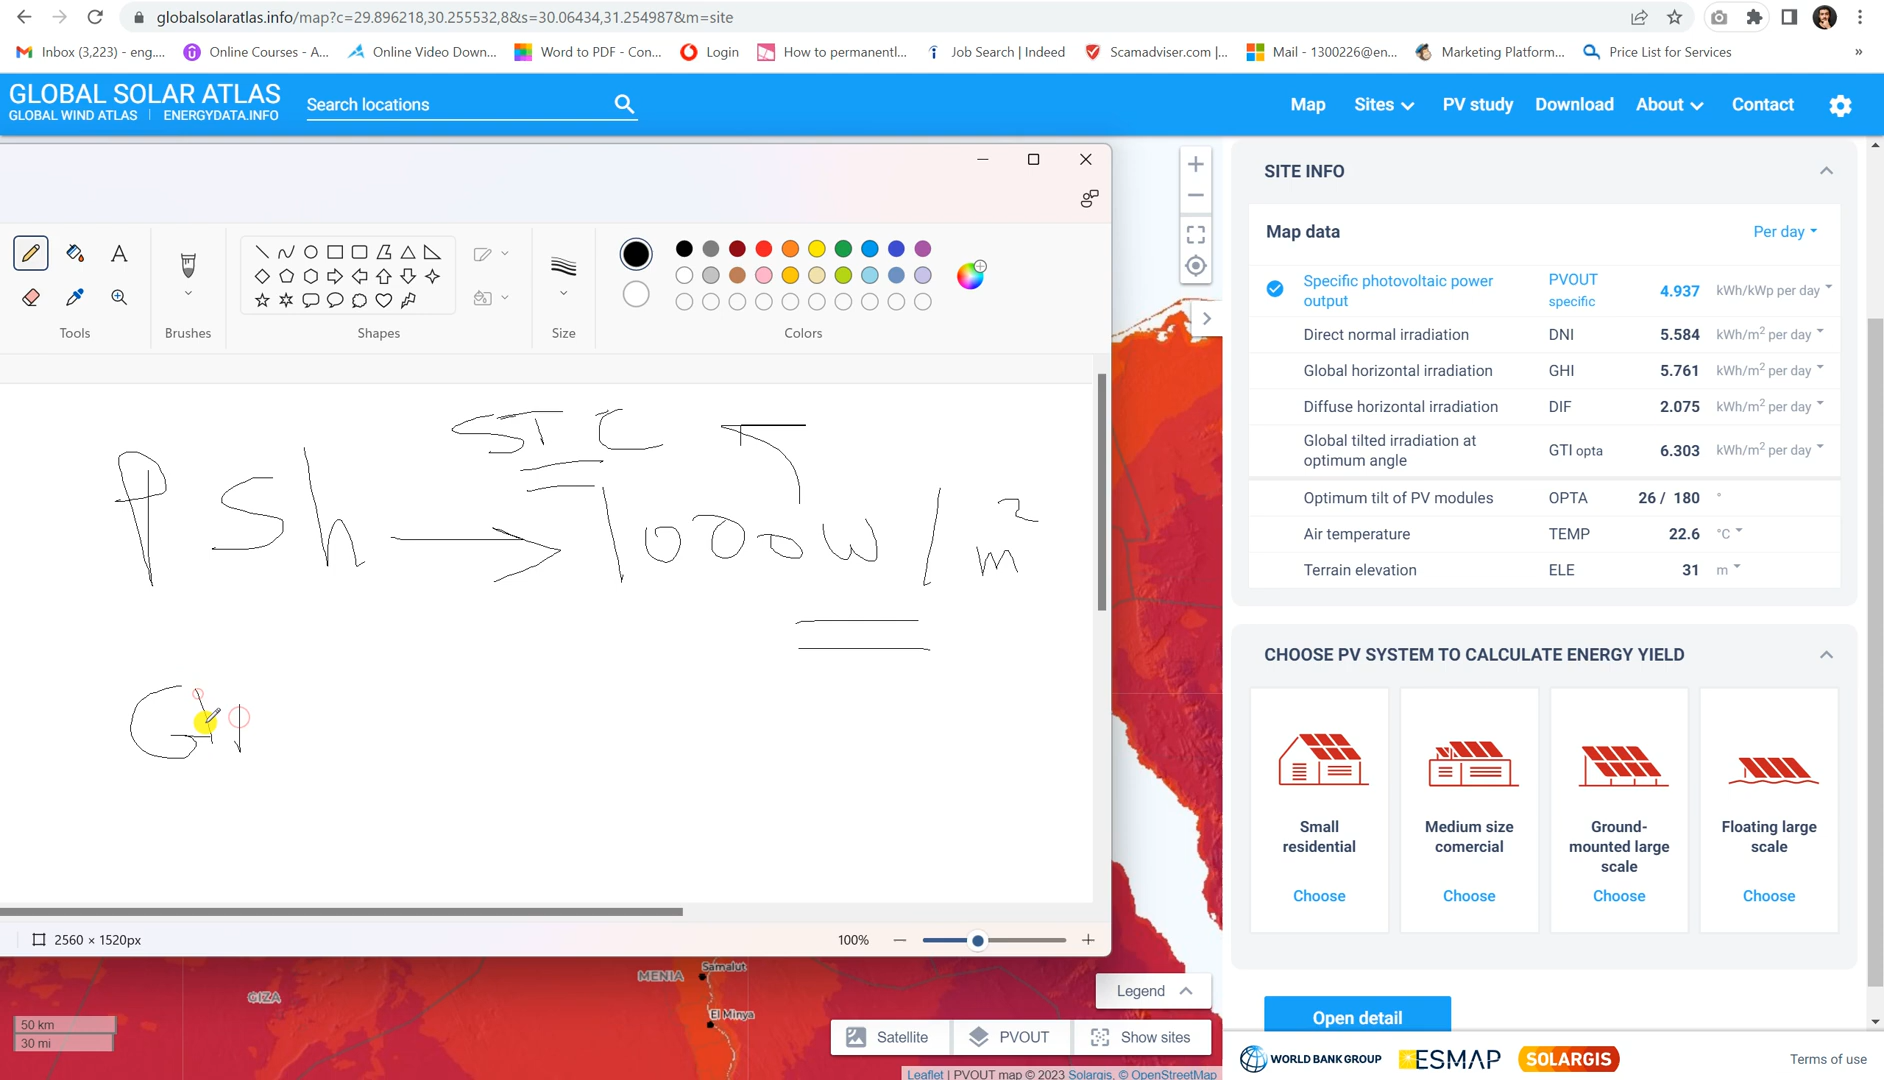 globalsolaratlas.info/map?c=29.896218,30.255532,8&s=30.06434,31.254987&m=site
Inbox (3,223) - eng.... Online Courses - A... Online Video Down... Word to PDF - Con... Login How to permanentl... Job Search | Indeed Scamadviser.com |... Mail - 1300226@en... Marketing Platform... Price List for Services »
GLOBAL SOLAR ATLAS
GLOBAL WIND ATLAS | ENERGYDATA.INFO
Search locations
Map Sites PV study Download About Contact
Tools
Brushes
Shapes
Size
Colors
STC
Psh → 1000W/m²
2560 × 1520px
100%
SITE INFO
Map data Per day
Specific photovoltaic power output PVOUT specific 4.937 kWh/kWp per day
Direct normal irradiation DNI 5.584 kWh/m² per day
Global horizontal irradiation GHI 5.761 kWh/m² per day
Diffuse horizontal irradiation DIF 2.075 kWh/m² per day
Global tilted irradiation at optimum angle GTI opta 6.303 kWh/m² per day
Optimum tilt of PV modules OPTA 26 / 180 °
Air temperature TEMP 22.6 °C
Terrain elevation ELE 31 m
CHOOSE PV SYSTEM TO CALCULATE ENERGY YIELD
Small residential
Choose
Medium size comercial
Choose
Ground-mounted large scale
Choose
Floating large scale
Choose
Open detail
MENIA
Samalut
GIZA
El Minya
50 km
30 mi
Legend
Satellite PVOUT Show sites
Leaflet | PVOUT map © 2023 Solargis, © OpenStreetMap
WORLD BANK GROUP ESMAP SOLARGIS
Terms of use